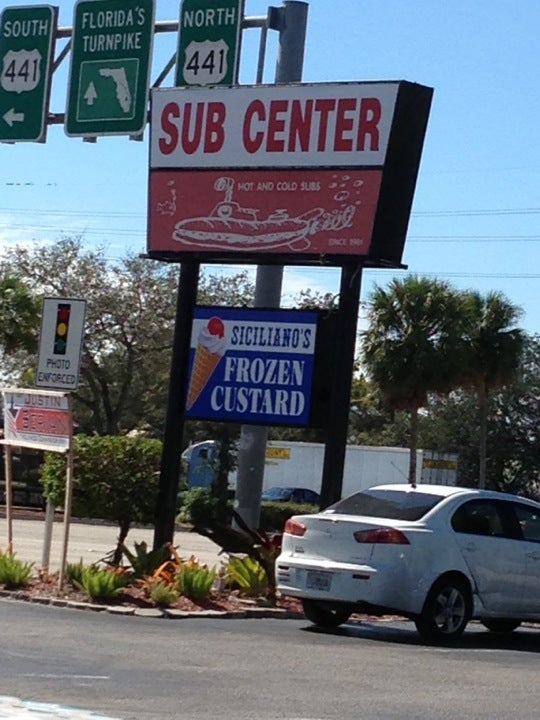 SOUTH
441
FLORIDA'S
TURNPIKE
NORTH
441
SUB CENTER
HOT AND COLD SUBS
SINCE 1981
SICILIANO'S
FROZEN
CUSTARD
PHOTO
ENFORCED
JUSTIN